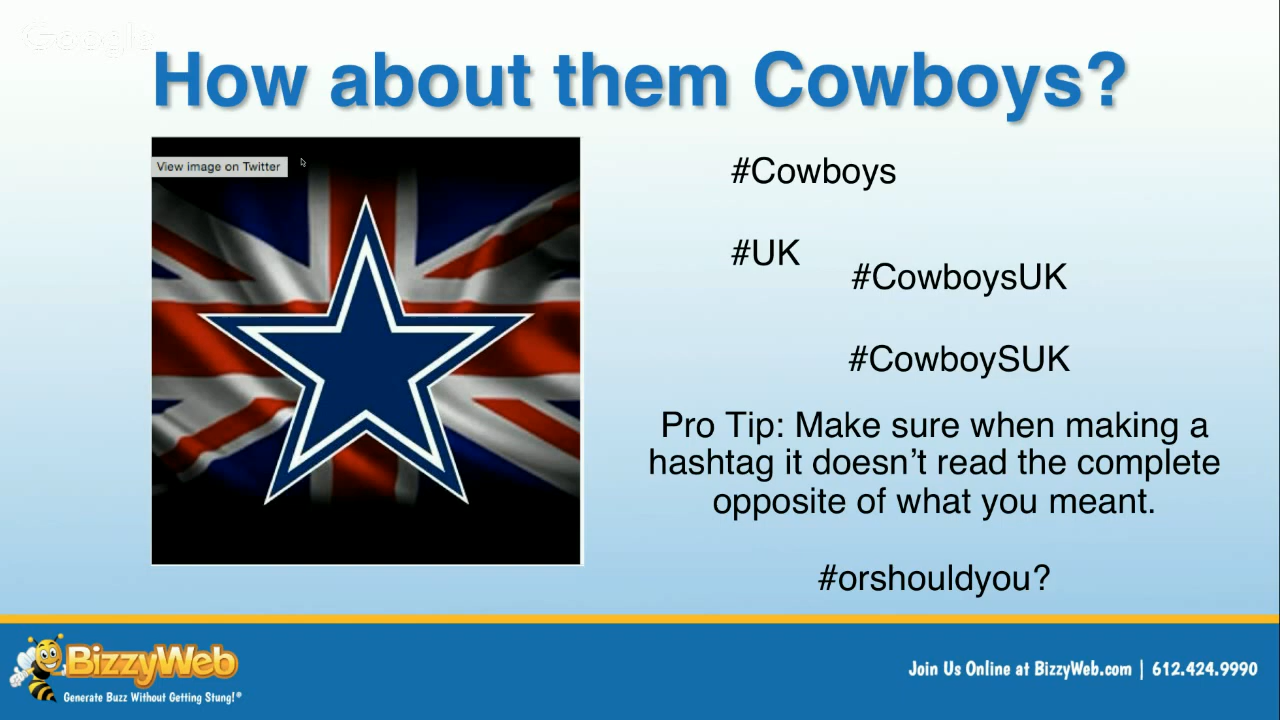 Google
How about them Cowboys?
View image on Twitter
#Cowboys
#UK
#CowboysUK
#CowboySUK
Pro Tip: Make sure when making a
hashtag it doesn’t read the complete
opposite of what you meant.
#orshouldyou?
BizzyWeb
Generate Buzz Without Getting Stung!®
Join Us Online at BizzyWeb.com | 612.424.9990